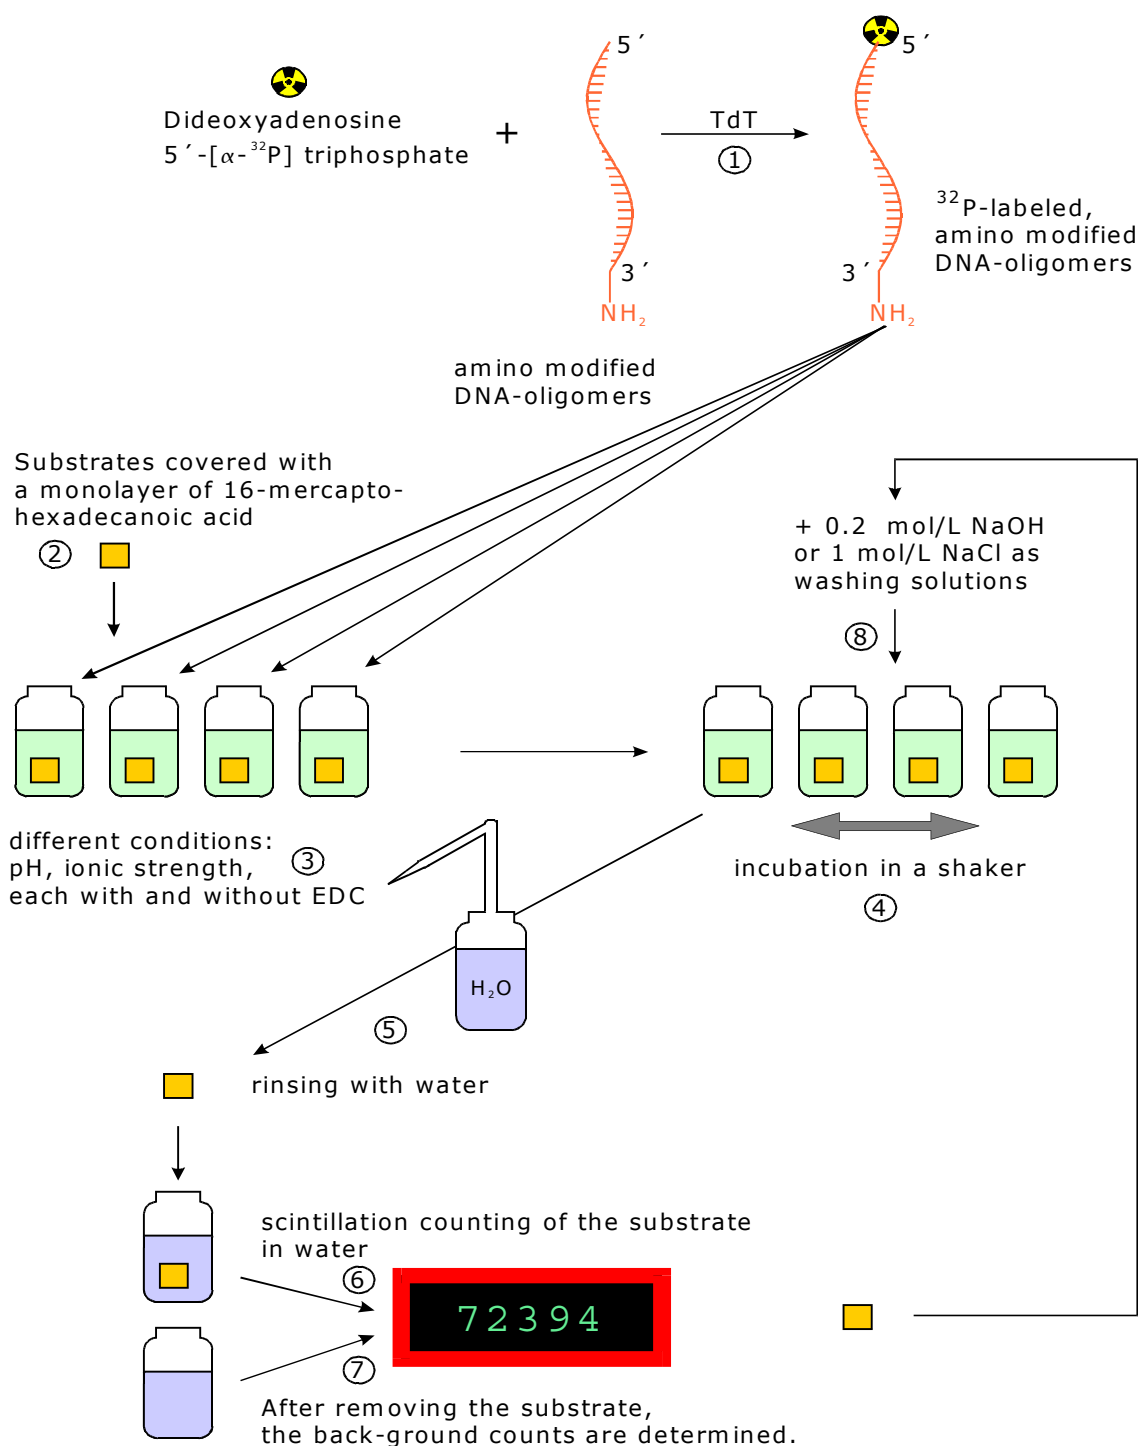 5´
5´
Dideoxyadenosine
5´-[α-³²P] triphosphate
+
TdT
①
³²P-labeled,
amino modified
DNA-oligomers
3´
3´
NH₂
NH₂
amino modified
DNA-oligomers
Substrates covered with
a monolayer of 16-mercapto-
hexadecanoic acid
②
+ 0.2 mol/L NaOH
or 1 mol/L NaCl as
washing solutions
⑧
different conditions:
pH, ionic strength,
each with and without EDC
③
incubation in a shaker
④
H₂O
⑤
rinsing with water
scintillation counting of the substrate
in water
⑥
72394
⑦
After removing the substrate,
the back-ground counts are determined.